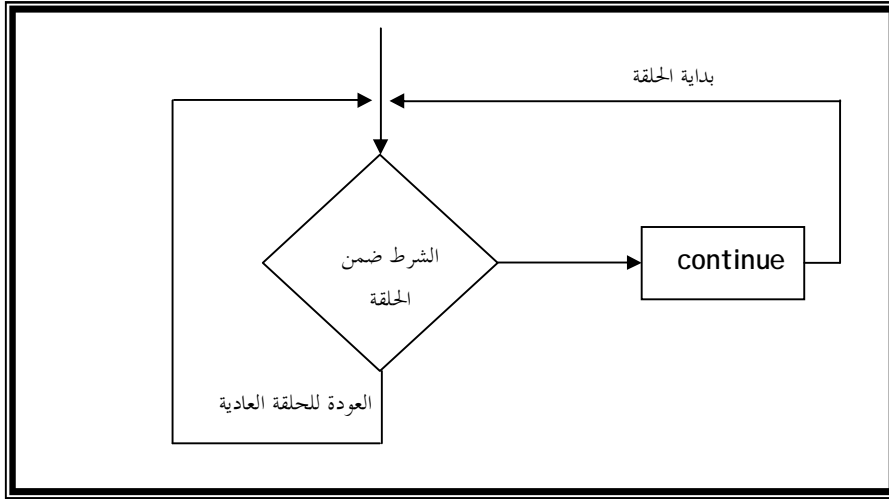 بداية الحلقة
الشرط ضمن
الحلقة
continue
العودة للحلقة العادية